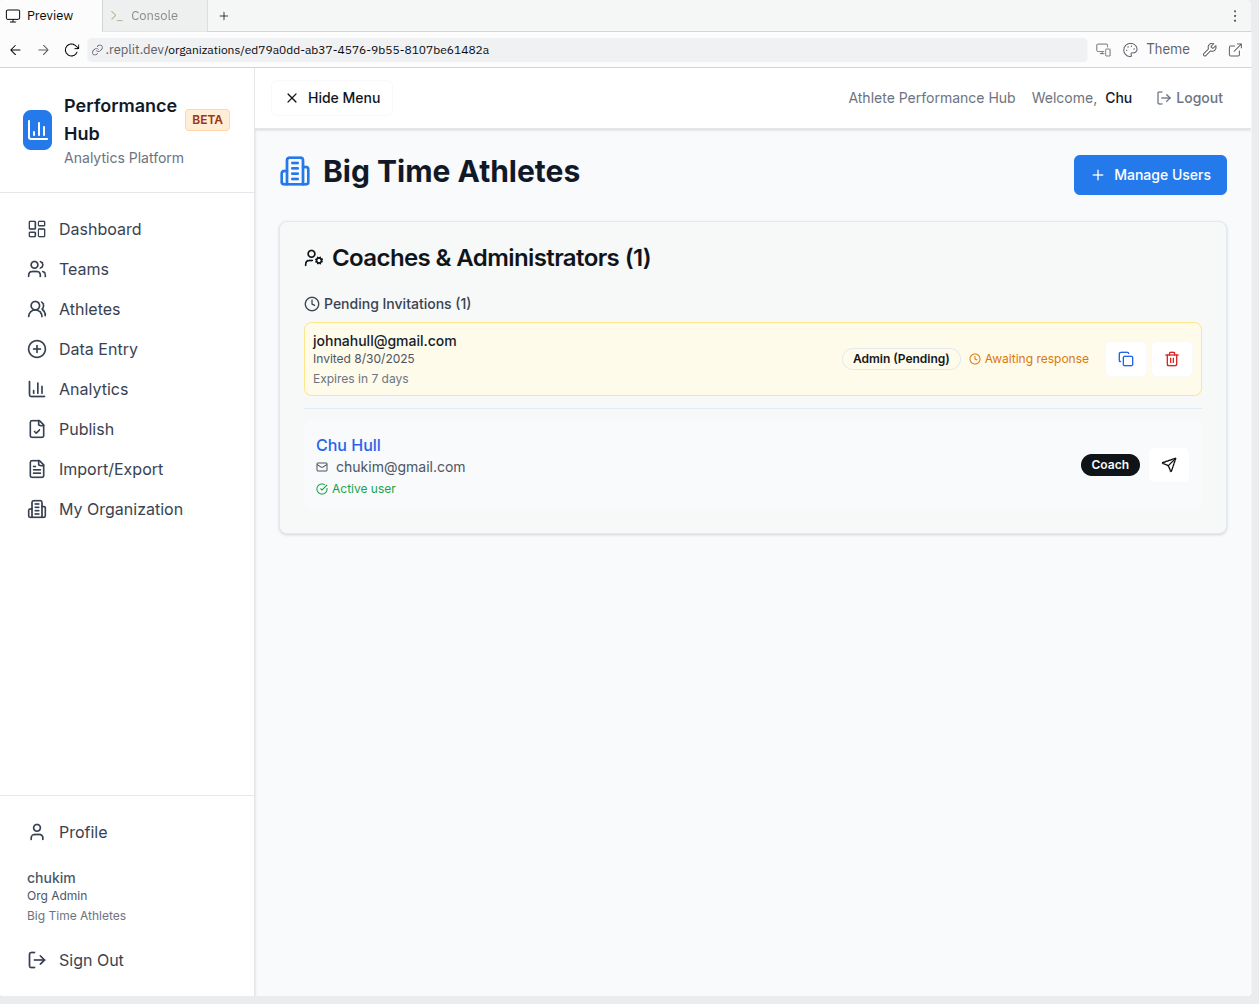 Preview
Console
.replit.dev/organizations/ed79a0dd-ab37-4576-9b55-8107be61482a
Theme
Performance
Hub
BETA
Analytics Platform
Hide Menu
Athlete Performance Hub
Welcome, Chu
Logout
Dashboard
Teams
Athletes
Data Entry
Analytics
Publish
Import/Export
My Organization
Big Time Athletes
Manage Users
Coaches & Administrators (1)
Pending Invitations (1)
johnahull@gmail.com
Invited 8/30/2025
Expires in 7 days
Admin (Pending)
Awaiting response
Chu Hull
chukim@gmail.com
Active user
Coach
Profile
chukim
Org Admin
Big Time Athletes
Sign Out